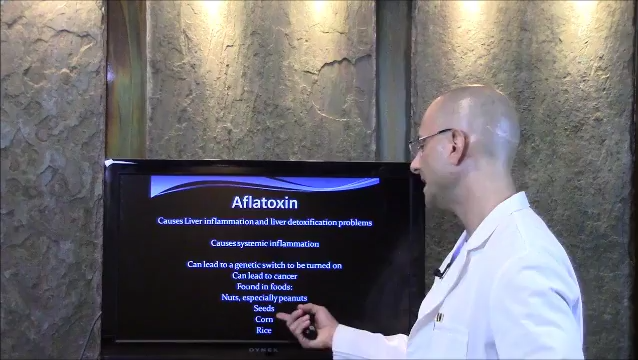 Aflatoxin
Causes Liver inflammation and liver detoxification problems
Causes systemic inflammation
Can lead to a genetic switch to be turned on
Can lead to cancer
Found in foods:
Nuts, especially peanuts
Seeds
Corn
Rice
DYNEX